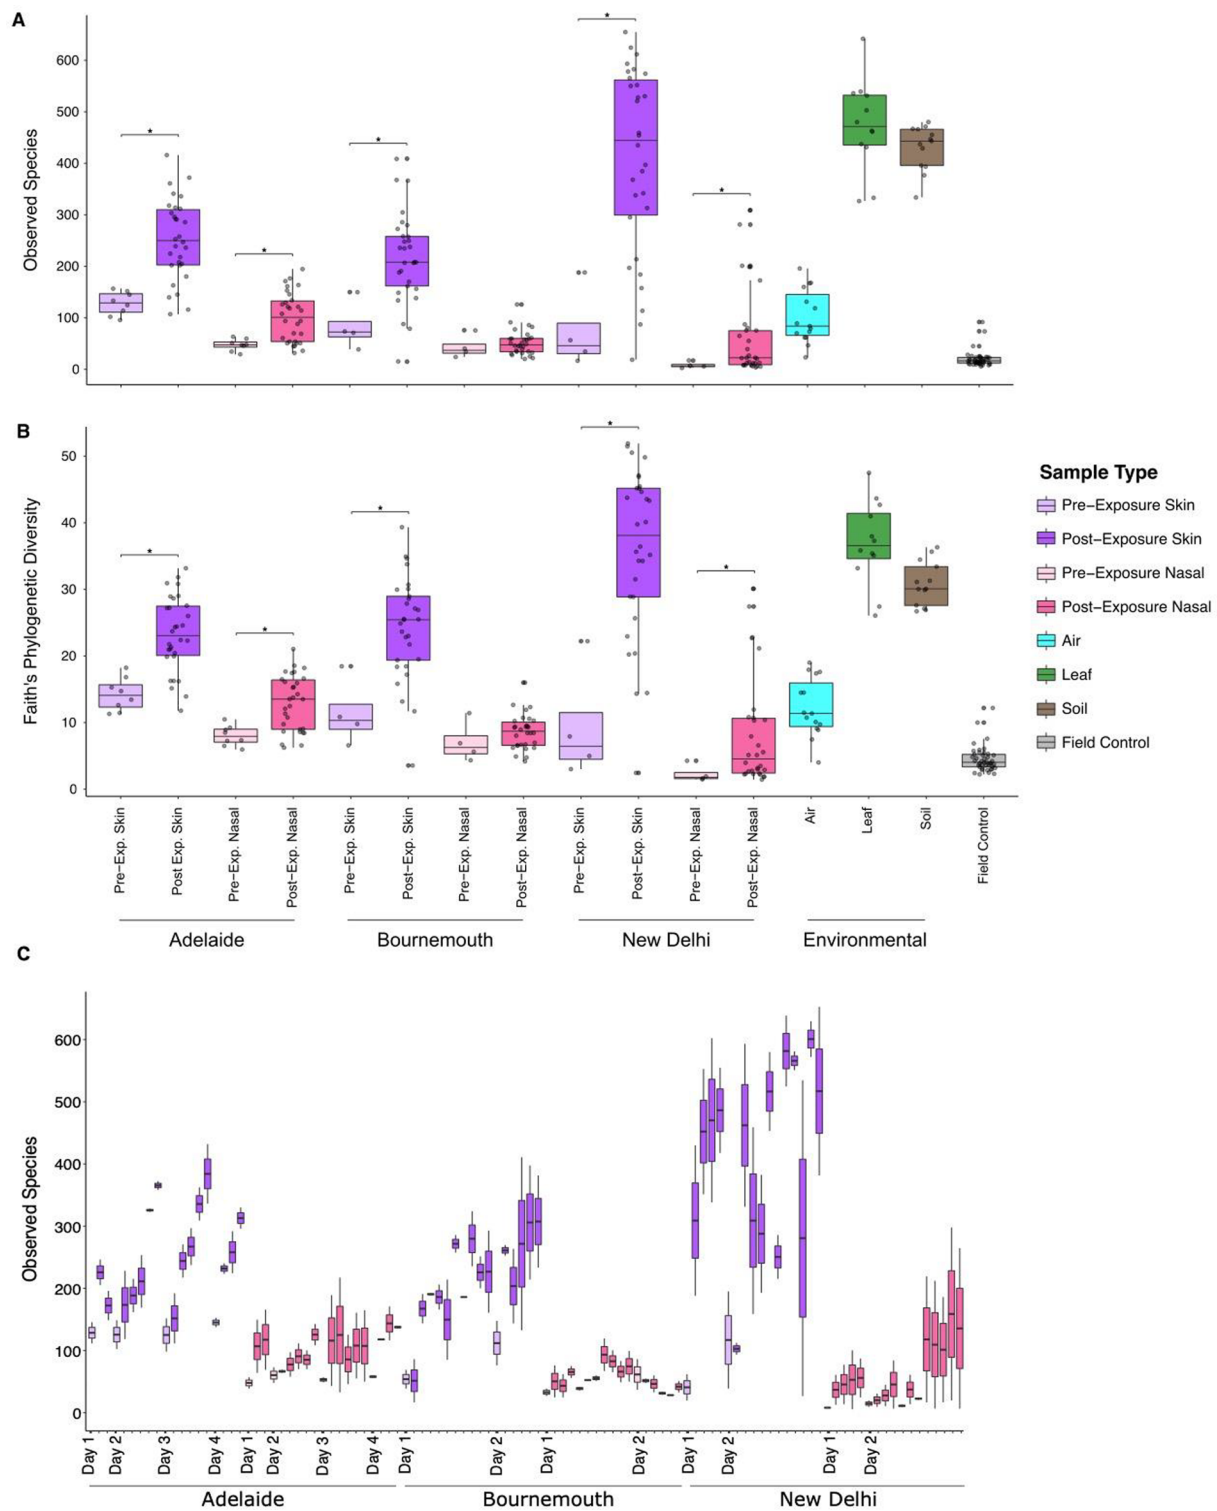 A
Observed Species
600
500
400
300
200
100
0
*
*
*
*
*
B
Faith's Phylogenetic Diversity
50
40
30
20
10
0
*
*
*
*
*
Pre−Exp. Skin
Post Exp. Skin
Pre−Exp. Nasal
Post−Exp. Nasal
Pre−Exp. Skin
Post−Exp. Skin
Pre−Exp. Nasal
Post−Exp. Nasal
Pre−Exp. Skin
Post−Exp. Skin
Pre−Exp. Nasal
Post−Exp. Nasal
Air
Leaf
Soil
Field Control
Adelaide
Bournemouth
New Delhi
Environmental
Sample Type
Pre−Exposure Skin
Post−Exposure Skin
Pre−Exposure Nasal
Post−Exposure Nasal
Air
Leaf
Soil
Field Control
C
Observed Species
600
500
400
300
200
100
0
Day 1
Day 2
Day 3
Day 4
Day 1
Day 2
Day 3
Day 4
Day 1
Day 2
Day 1
Day 2
Day 1
Day 2
Day 1
Day 2
Adelaide
Bournemouth
New Delhi